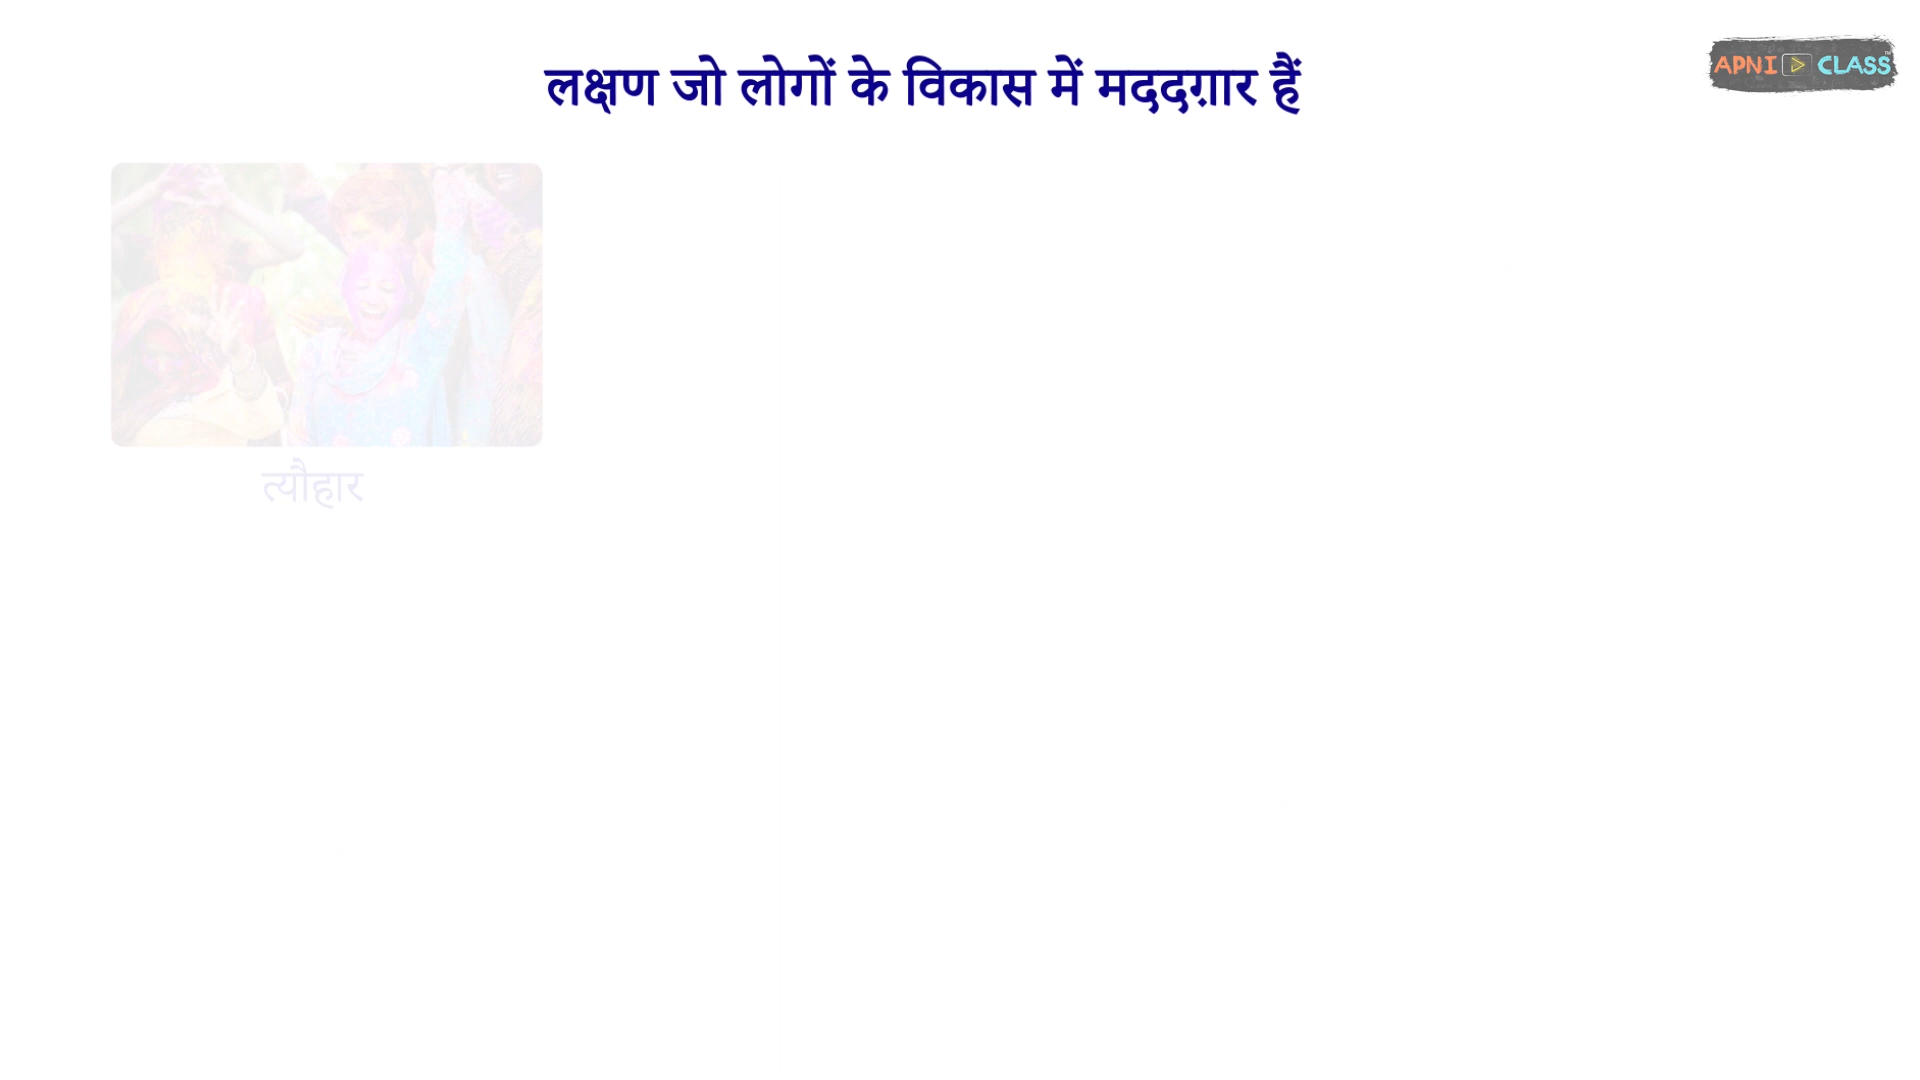 लक्षण जो लोगों के विकास में मददग़ार हैं
APNI CLASS
त्यौहार